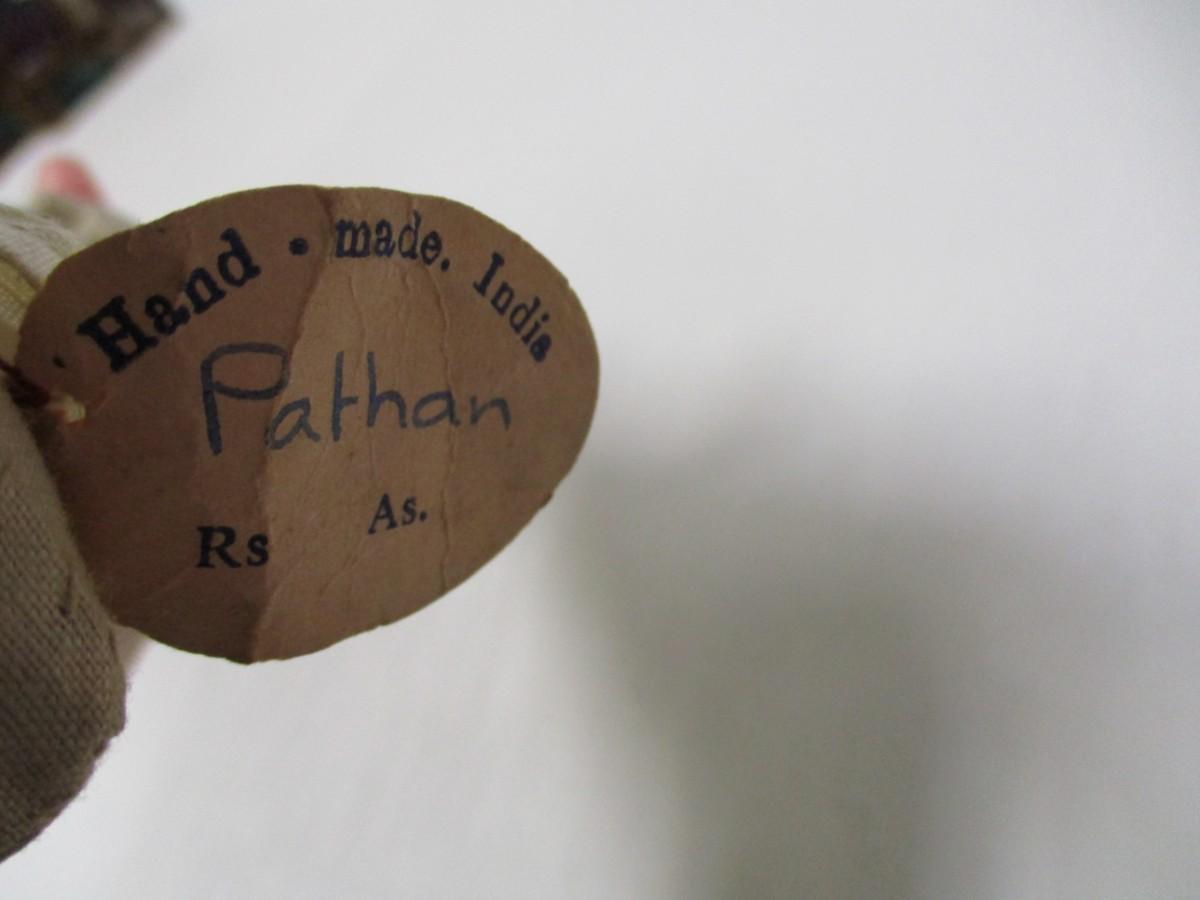 Hand • made. India
Pathan
Rs As.